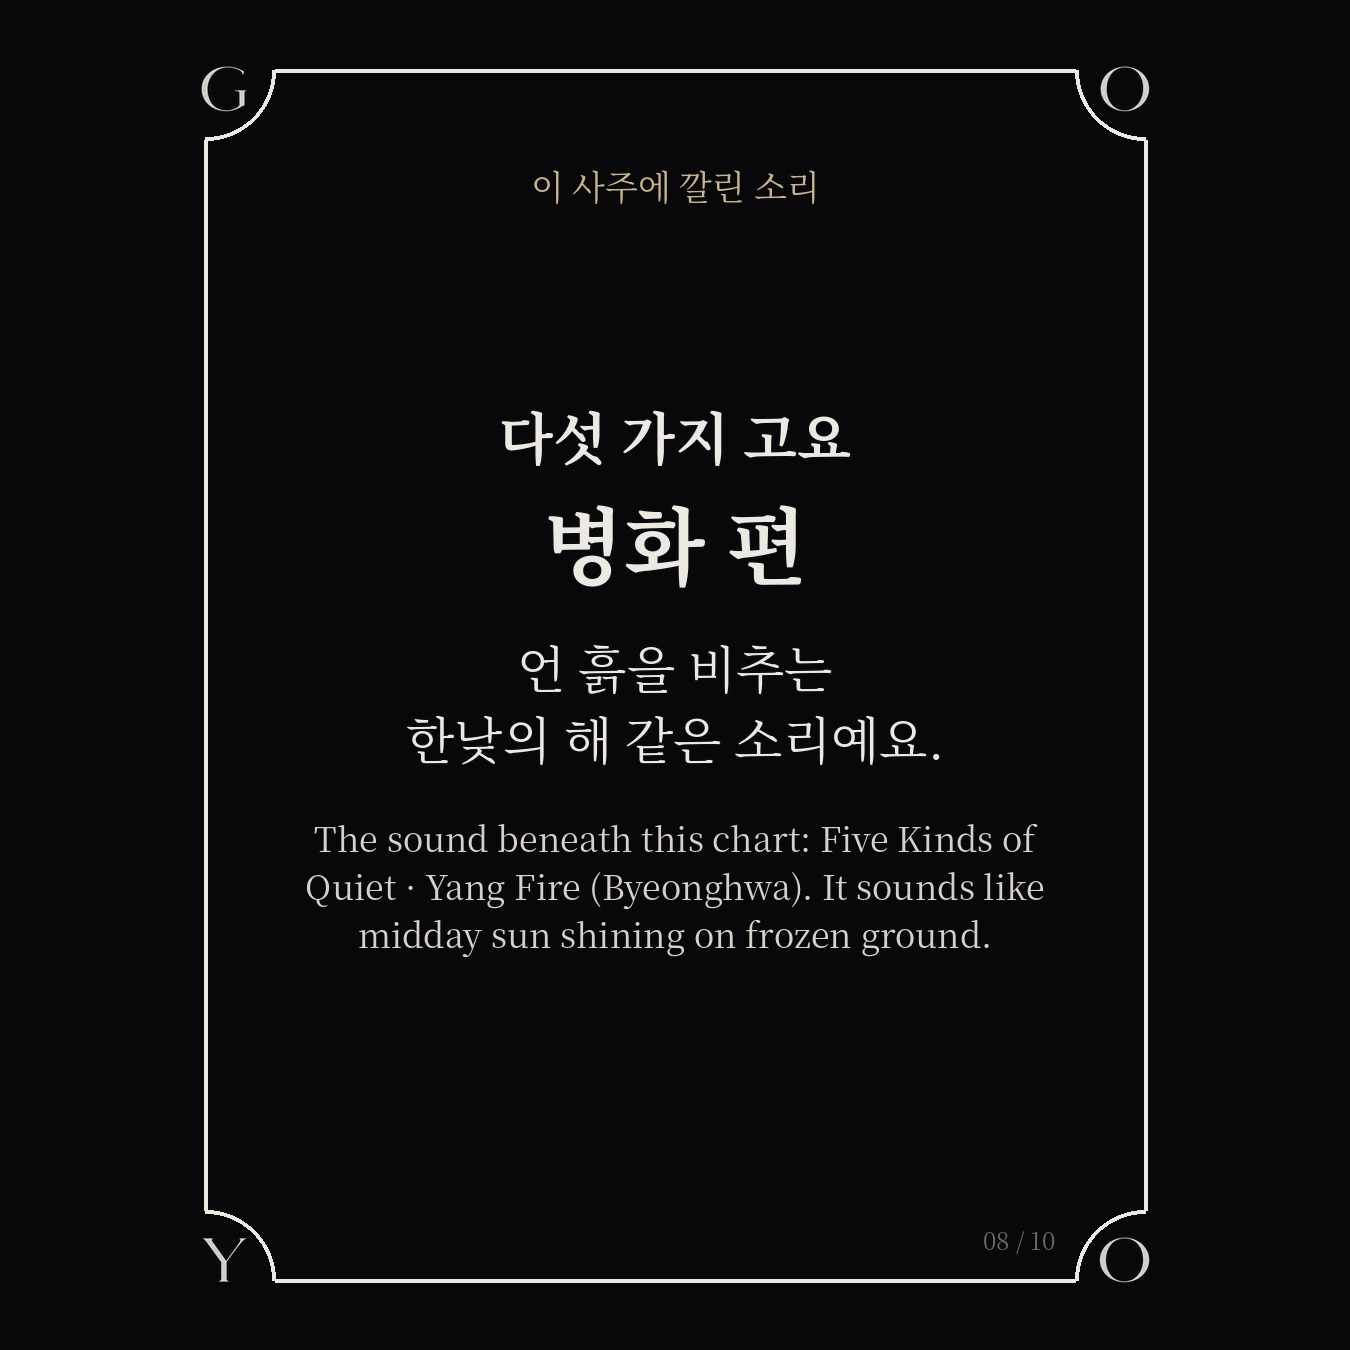 G O
이 사주에 깔린 소리
다섯 가지 고요
병화 편
언 흙을 비추는
한낮의 해 같은 소리예요.
The sound beneath this chart: Five Kinds of
Quiet · Yang Fire (Byeonghwa). It sounds like
midday sun shining on frozen ground.
08 / 10
Y O